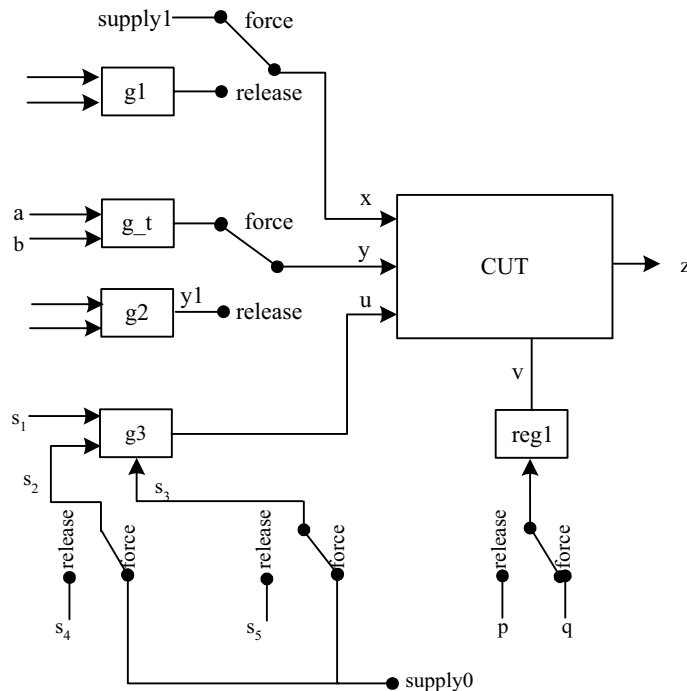 supply1
force
g1
release
a
b
g_t
force
x
y
CUT
z
g2
y1
release
u
v
s1
g3
reg1
s2
s3
release
force
release
force
release
force
s4
s5
p
q
supply0